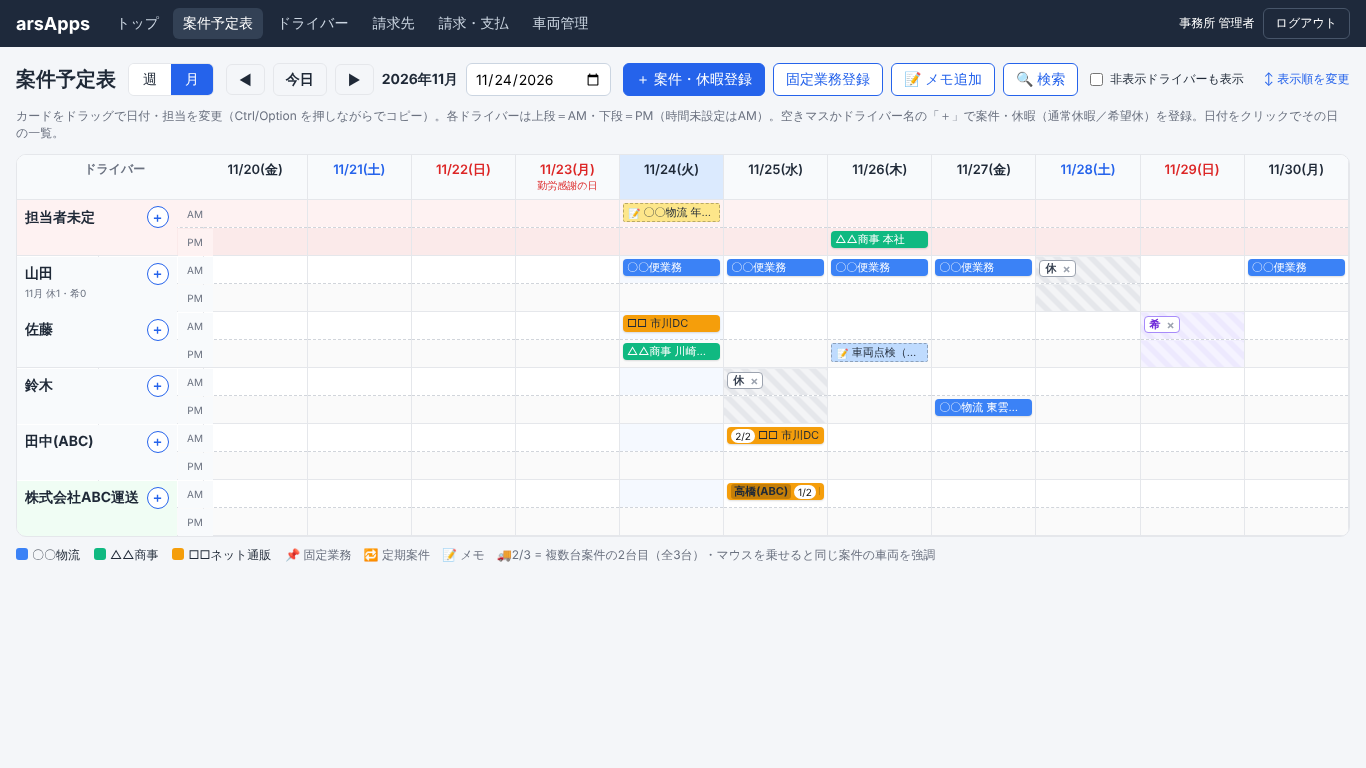 arsApps トップ 案件予定表 ドライバー 請求先 請求・支払 車両管理 事務所 管理者 ログアウト
案件予定表 週 月 ◀ 今日 ▶ 2026年11月 11/24/2026 ＋ 案件・休暇登録 固定業務登録 📝 メモ追加 🔍 検索 非表示ドライバーも表示 ↕ 表示順を変更
カードをドラッグで日付・担当を変更（Ctrl/Option を押しながらでコピー）。各ドライバーは上段＝AM・下段＝PM（時間未設定はAM）。空きマスかドライバー名の「＋」で案件・休暇（通常休暇／希望休）を登録。日付をクリックでその日
の一覧。
ドライバー 11/20(金) 11/21(土) 11/22(日) 11/23(月) 11/24(火) 11/25(水) 11/26(木) 11/27(金) 11/28(土) 11/29(日) 11/30(月)
勤労感謝の日
担当者未定 + AM 📝 〇〇物流 年…
PM △△商事 本社
山田 + AM 〇〇便業務 〇〇便業務 〇〇便業務 〇〇便業務 休 × 〇〇便業務
11月 休1・希0 PM
佐藤 + AM □□ 市川DC 希 ×
PM △△商事 川崎… 📝 車両点検（…
鈴木 + AM 休 ×
PM 〇〇物流 東雲…
田中(ABC) + AM 2/2 □□ 市川DC
PM
株式会社ABC運送 + AM 高橋(ABC) 1/2
PM
〇〇物流 △△商事 □□ネット通販 📌 固定業務 🔁 定期案件 📝 メモ 🚚2/3 = 複数台案件の2台目（全3台）・マウスを乗せると同じ案件の車両を強調